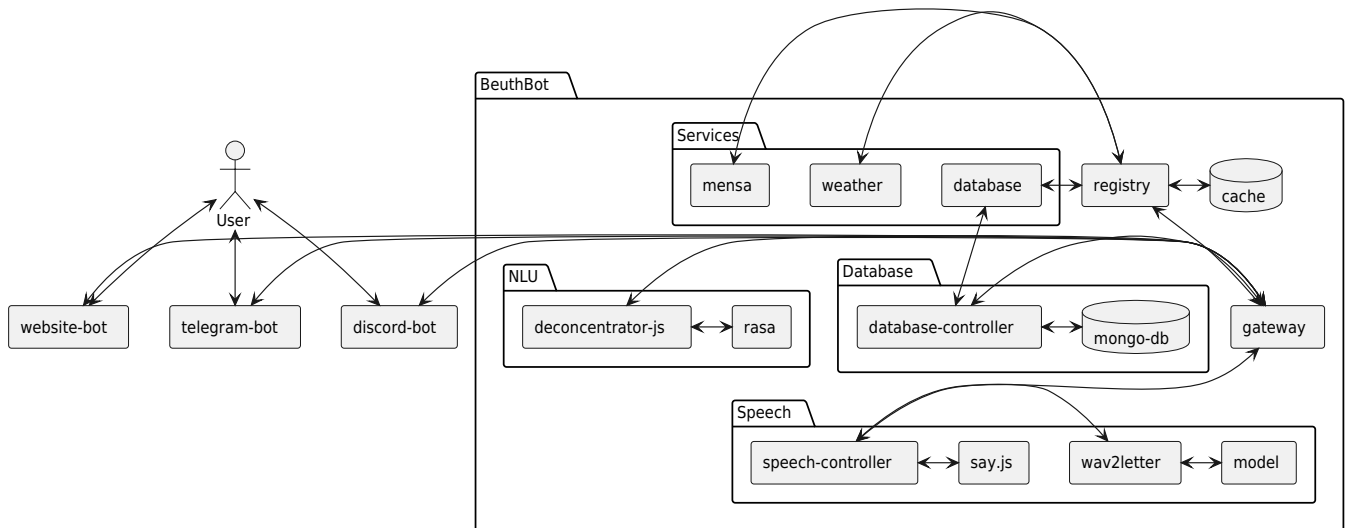 BeuthBot
Services
mensa
weather
database
registry
cache
User
NLU
Database
website-bot
telegram-bot
discord-bot
deconcentrator-js
rasa
database-controller
mongo-db
gateway
Speech
speech-controller
say.js
wav2letter
model